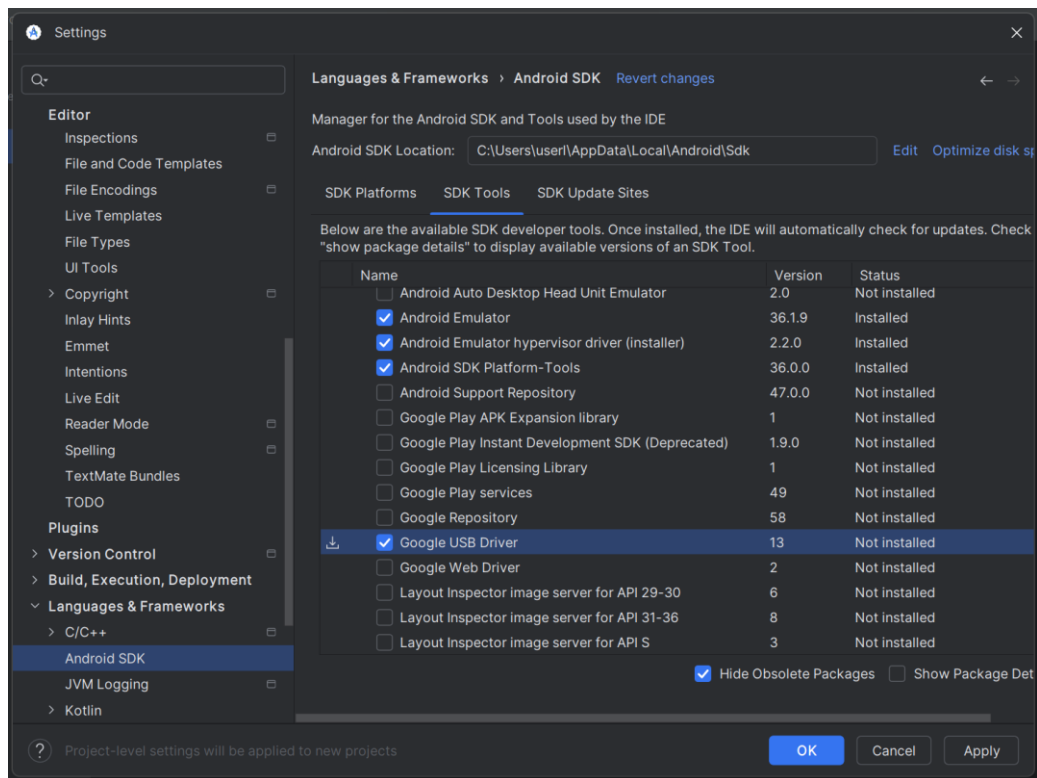 Settings
Languages & Frameworks › Android SDK Revert changes
Manager for the Android SDK and Tools used by the IDE
Android SDK Location: C:\Users\userl\AppData\Local\Android\Sdk Edit Optimize disk sp
SDK Platforms SDK Tools SDK Update Sites
Below are the available SDK developer tools. Once installed, the IDE will automatically check for updates. Check
"show package details" to display available versions of an SDK Tool.
Name Version Status
Android Auto Desktop Head Unit Emulator 2.0 Not installed
Android Emulator 36.1.9 Installed
Android Emulator hypervisor driver (installer) 2.2.0 Installed
Android SDK Platform-Tools 36.0.0 Installed
Android Support Repository 47.0.0 Not installed
Google Play APK Expansion library 1 Not installed
Google Play Instant Development SDK (Deprecated) 1.9.0 Not installed
Google Play Licensing Library 1 Not installed
Google Play services 49 Not installed
Google Repository 58 Not installed
Google USB Driver 13 Not installed
Google Web Driver 2 Not installed
Layout Inspector image server for API 29-30 6 Not installed
Layout Inspector image server for API 31-36 8 Not installed
Layout Inspector image server for API S 3 Not installed
Hide Obsolete Packages Show Package Det
Editor
Inspections
File and Code Templates
File Encodings
Live Templates
File Types
UI Tools
Copyright
Inlay Hints
Emmet
Intentions
Live Edit
Reader Mode
Spelling
TextMate Bundles
TODO
Plugins
Version Control
Build, Execution, Deployment
Languages & Frameworks
C/C++
Android SDK
JVM Logging
Kotlin
? Project-level settings will be applied to new projects
OK Cancel Apply